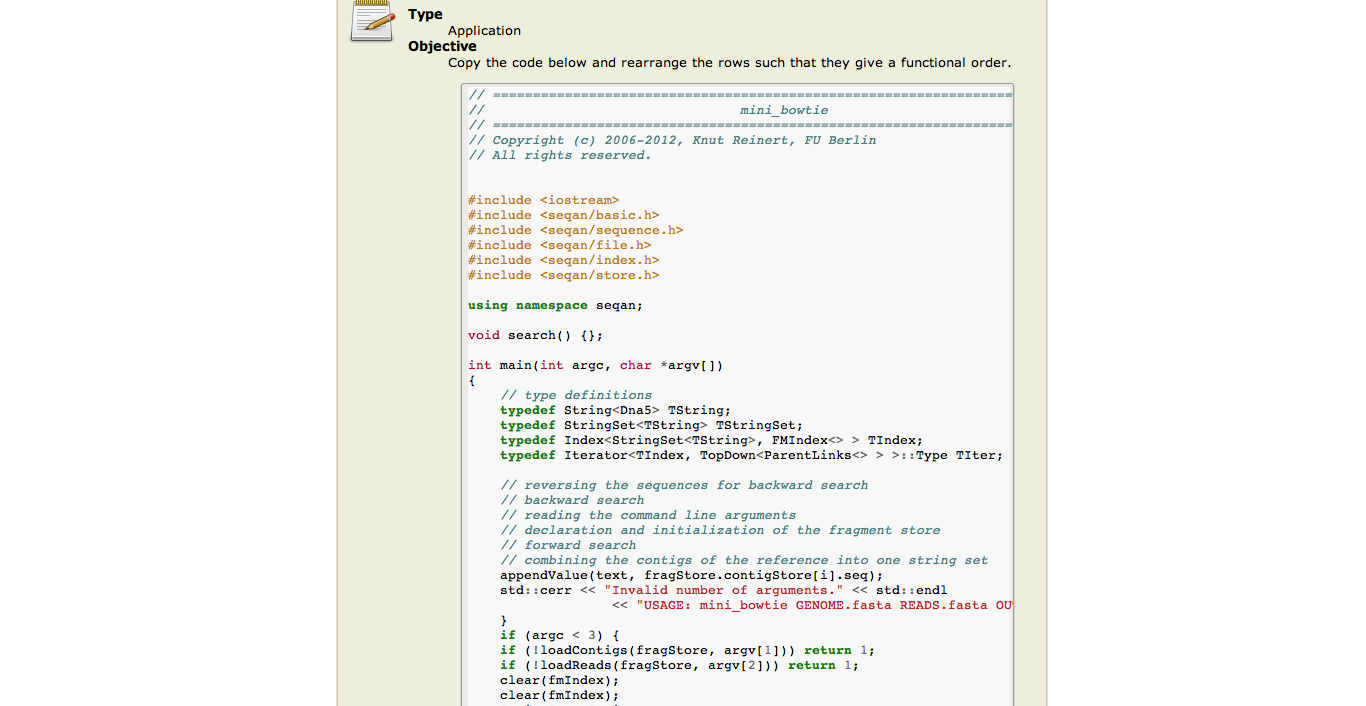 Type
Application
Objective
Copy the code below and rearrange the rows such that they give a functional order.
// =================================================================
// mini_bowtie
// =================================================================
// Copyright (c) 2006-2012, Knut Reinert, FU Berlin
// All rights reserved.
#include <iostream>
#include <seqan/basic.h>
#include <seqan/sequence.h>
#include <seqan/file.h>
#include <seqan/index.h>
#include <seqan/store.h>
using namespace seqan;
void search() {};
int main(int argc, char *argv[])
{
// type definitions
typedef String<Dna5> TString;
typedef StringSet<TString> TStringSet;
typedef Index<StringSet<TString>, FMIndex<> > TIndex;
typedef Iterator<TIndex, TopDown<ParentLinks<> > >::Type TIter;
// reversing the sequences for backward search
// backward search
// reading the command line arguments
// declaration and initialization of the fragment store
// forward search
// combining the contigs of the reference into one string set
appendValue(text, fragStore.contigStore[i].seq);
std::cerr << "Invalid number of arguments." << std::endl
<< "USAGE: mini_bowtie GENOME.fasta READS.fasta
}
if (argc < 3) {
if (!loadContigs(fragStore, argv[1])) return 1;
if (!loadReads(fragStore, argv[2])) return 1;
clear(fmIndex);
clear(fmIndex);